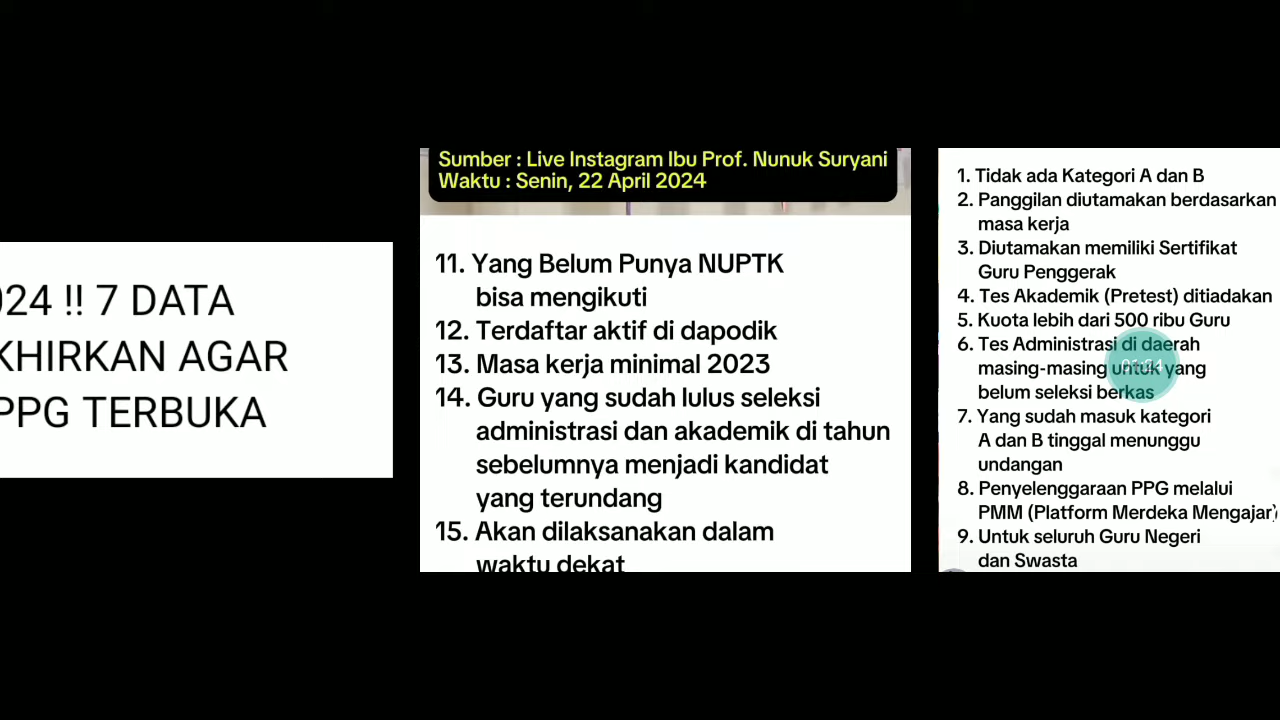 024 !! 7 DATA
KHIRKAN AGAR
PPG TERBUKA
Sumber : Live Instagram Ibu Prof. Nunuk Suryani
Waktu : Senin, 22 April 2024
11. Yang Belum Punya NUPTK
bisa mengikuti
12. Terdaftar aktif di dapodik
13. Masa kerja minimal 2023
14. Guru yang sudah lulus seleksi
administrasi dan akademik di tahun
sebelumnya menjadi kandidat
yang terundang
15. Akan dilaksanakan dalam
waktu dekat
1. Tidak ada Kategori A dan B
2. Panggilan diutamakan berdasarkan
masa kerja
3. Diutamakan memiliki Sertifikat
Guru Penggerak
4. Tes Akademik (Pretest) ditiadakan
5. Kuota lebih dari 500 ribu Guru
6. Tes Administrasi di daerah
masing-masing untuk yang
belum seleksi berkas
01:24
7. Yang sudah masuk kategori
A dan B tinggal menunggu
undangan
8. Penyelenggaraan PPG melalui
PMM (Platform Merdeka Mengajar)
9. Untuk seluruh Guru Negeri
dan Swasta